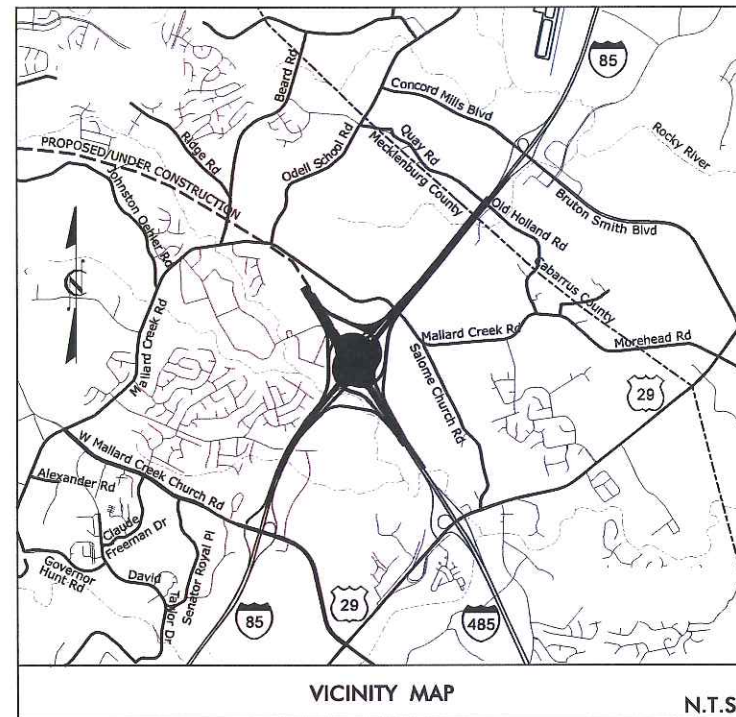 85
Beard Rd
Concord Mills Blvd
Ridge Rd
Rocky River
Quay Rd
Odell School Rd
Mecklenburg County
PROPOSED/UNDER CONSTRUCTION
Johnston Oehler Rd
Old Holland Rd
Bruton Smith Blvd
Cabarrus County
Mallard Creek Rd
Mallard Creek Rd
Morehead Rd
Salome Church Rd
29
W Mallard Creek Church Rd
Alexander Rd
Claude
Freeman Dr
Governor
Hunt Rd
David
Taylor Dr
Senator Royal Pl
29
85
485
VICINITY MAP
N.T.S